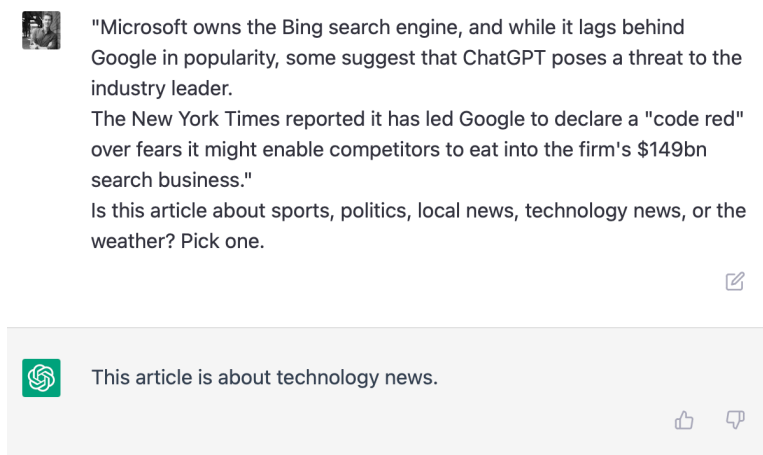 "Microsoft owns the Bing search engine, and while it lags behind
Google in popularity, some suggest that ChatGPT poses a threat to the
industry leader.
The New York Times reported it has led Google to declare a "code red"
over fears it might enable competitors to eat into the firm's $149bn
search business."
Is this article about sports, politics, local news, technology news, or the
weather? Pick one.
This article is about technology news.